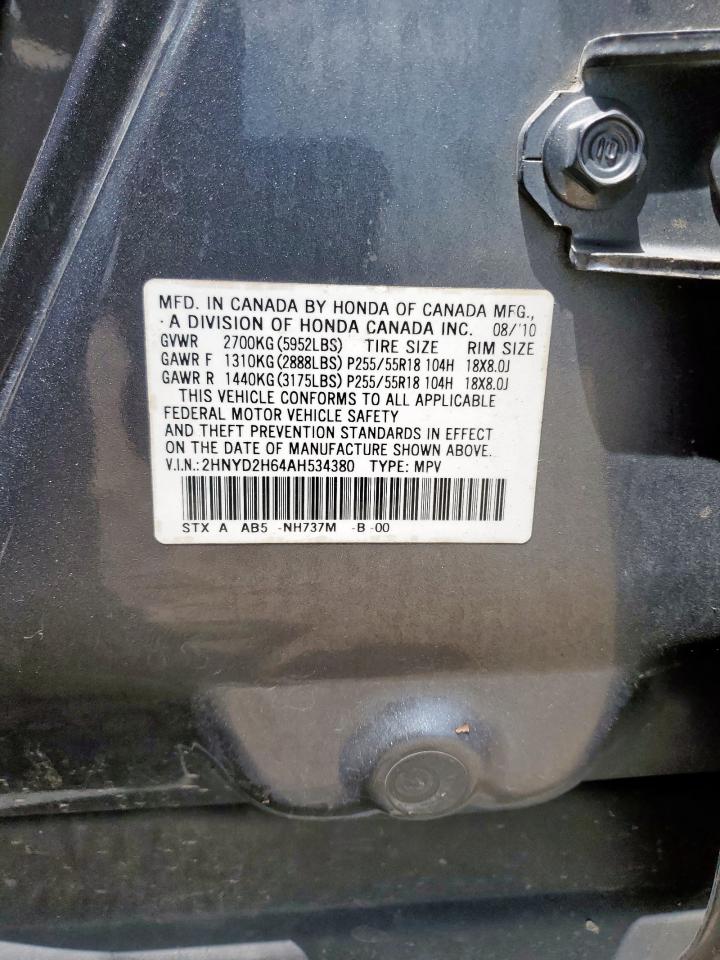 MFD. IN CANADA BY HONDA OF CANADA MFG.,
A DIVISION OF HONDA CANADA INC. 08/'10
GVWR 2700KG(5952LBS) TIRE SIZE RIM SIZE
GAWR F 1310KG(2888LBS) P255/55R18 104H 18X8.0J
GAWR R 1440KG(3175LBS) P255/55R18 104H 18X8.0J
THIS VEHICLE CONFORMS TO ALL APPLICABLE
FEDERAL MOTOR VEHICLE SAFETY
AND THEFT PREVENTION STANDARDS IN EFFECT
ON THE DATE OF MANUFACTURE SHOWN ABOVE.
V.I.N.: 2HNYD2H64AH534380 TYPE: MPV
STX A AB5 -NH737M -B -00